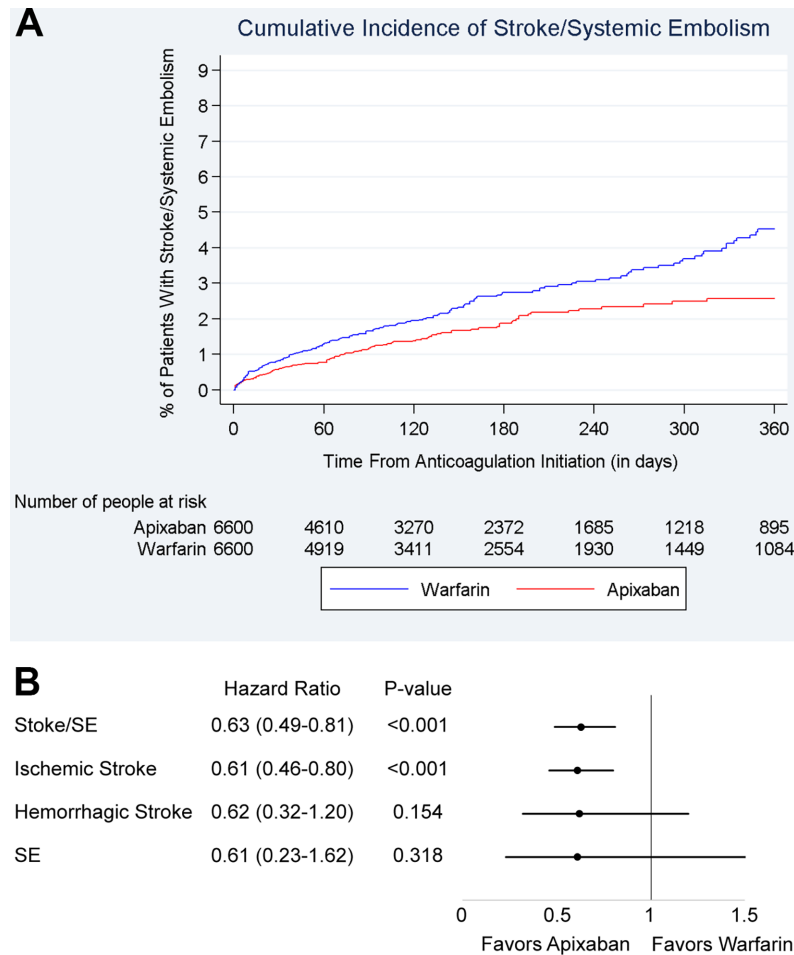 A
Cumulative Incidence of Stroke/Systemic Embolism
% of Patients With Stroke/Systemic Embolism
9
8
7
6
5
4
3
2
1
0
0 60 120 180 240 300 360
Time From Anticoagulation Initiation (in days)
Number of people at risk
Apixaban 6600 4610 3270 2372 1685 1218 895
Warfarin 6600 4919 3411 2554 1930 1449 1084
Warfarin Apixaban
B
Hazard Ratio P-value
Stoke/SE 0.63 (0.49-0.81) <0.001
Ischemic Stroke 0.61 (0.46-0.80) <0.001
Hemorrhagic Stroke 0.62 (0.32-1.20) 0.154
SE 0.61 (0.23-1.62) 0.318
0 0.5 1 1.5
Favors Apixaban Favors Warfarin